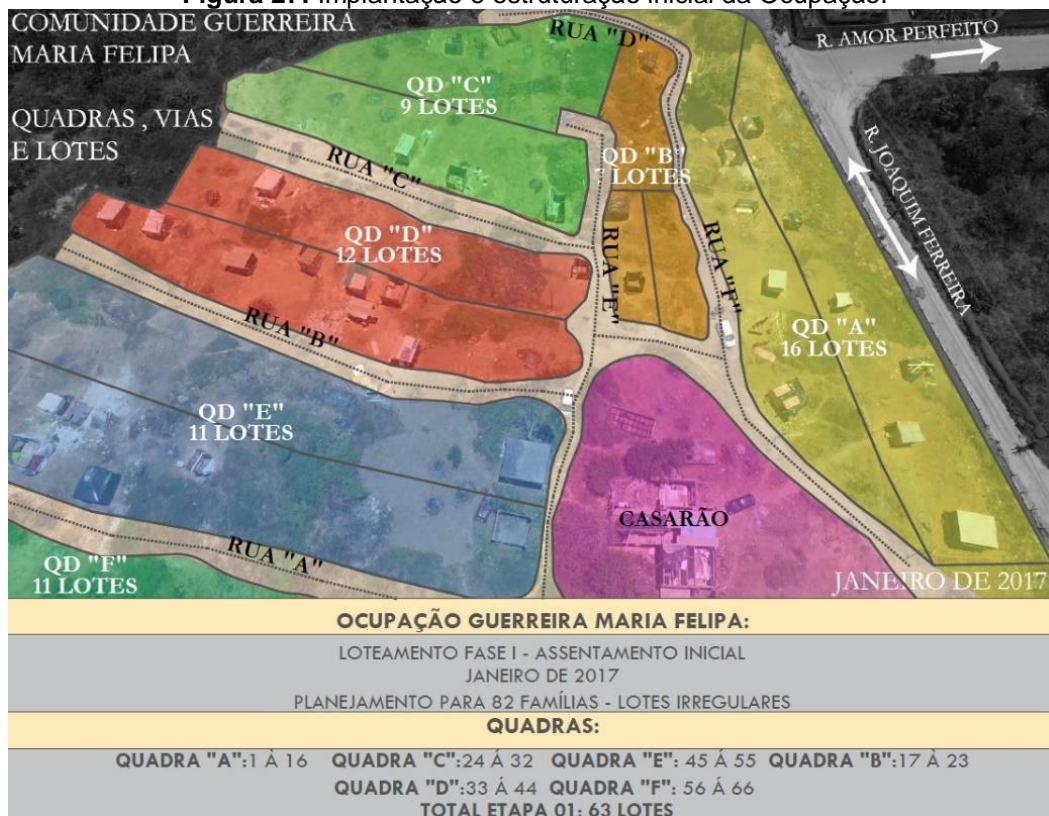 Figura 27. Implantação e estruturação inicial da Ocupação.
COMUNIDADE GUERREIRA
MARIA FELIPA
QUADRAS , VIAS
E LOTES
RUA "D"
R. AMOR PERFEITO
QD "C"
9 LOTES
QD "B"
LOTES
RUA "C"
R. JOAQUIM FERREIRA
QD "D"
12 LOTES
RUA "E"
RUA "F"
QD "A"
16 LOTES
RUA "B"
QD "E"
11 LOTES
CASARÃO
RUA "A"
QD "F"
11 LOTES
JANEIRO DE 2017
OCUPAÇÃO GUERREIRA MARIA FELIPA:
LOTEAMENTO FASE I - ASSENTAMENTO INICIAL
JANEIRO DE 2017
PLANEJAMENTO PARA 82 FAMÍLIAS - LOTES IRREGULARES
QUADRAS:
QUADRA "A":1 Á 16 QUADRA "C":24 Á 32 QUADRA "E": 45 Á 55 QUADRA "B":17 Á 23
QUADRA "D":33 Á 44 QUADRA "F": 56 Á 66
TOTAL ETAPA 01: 63 LOTES